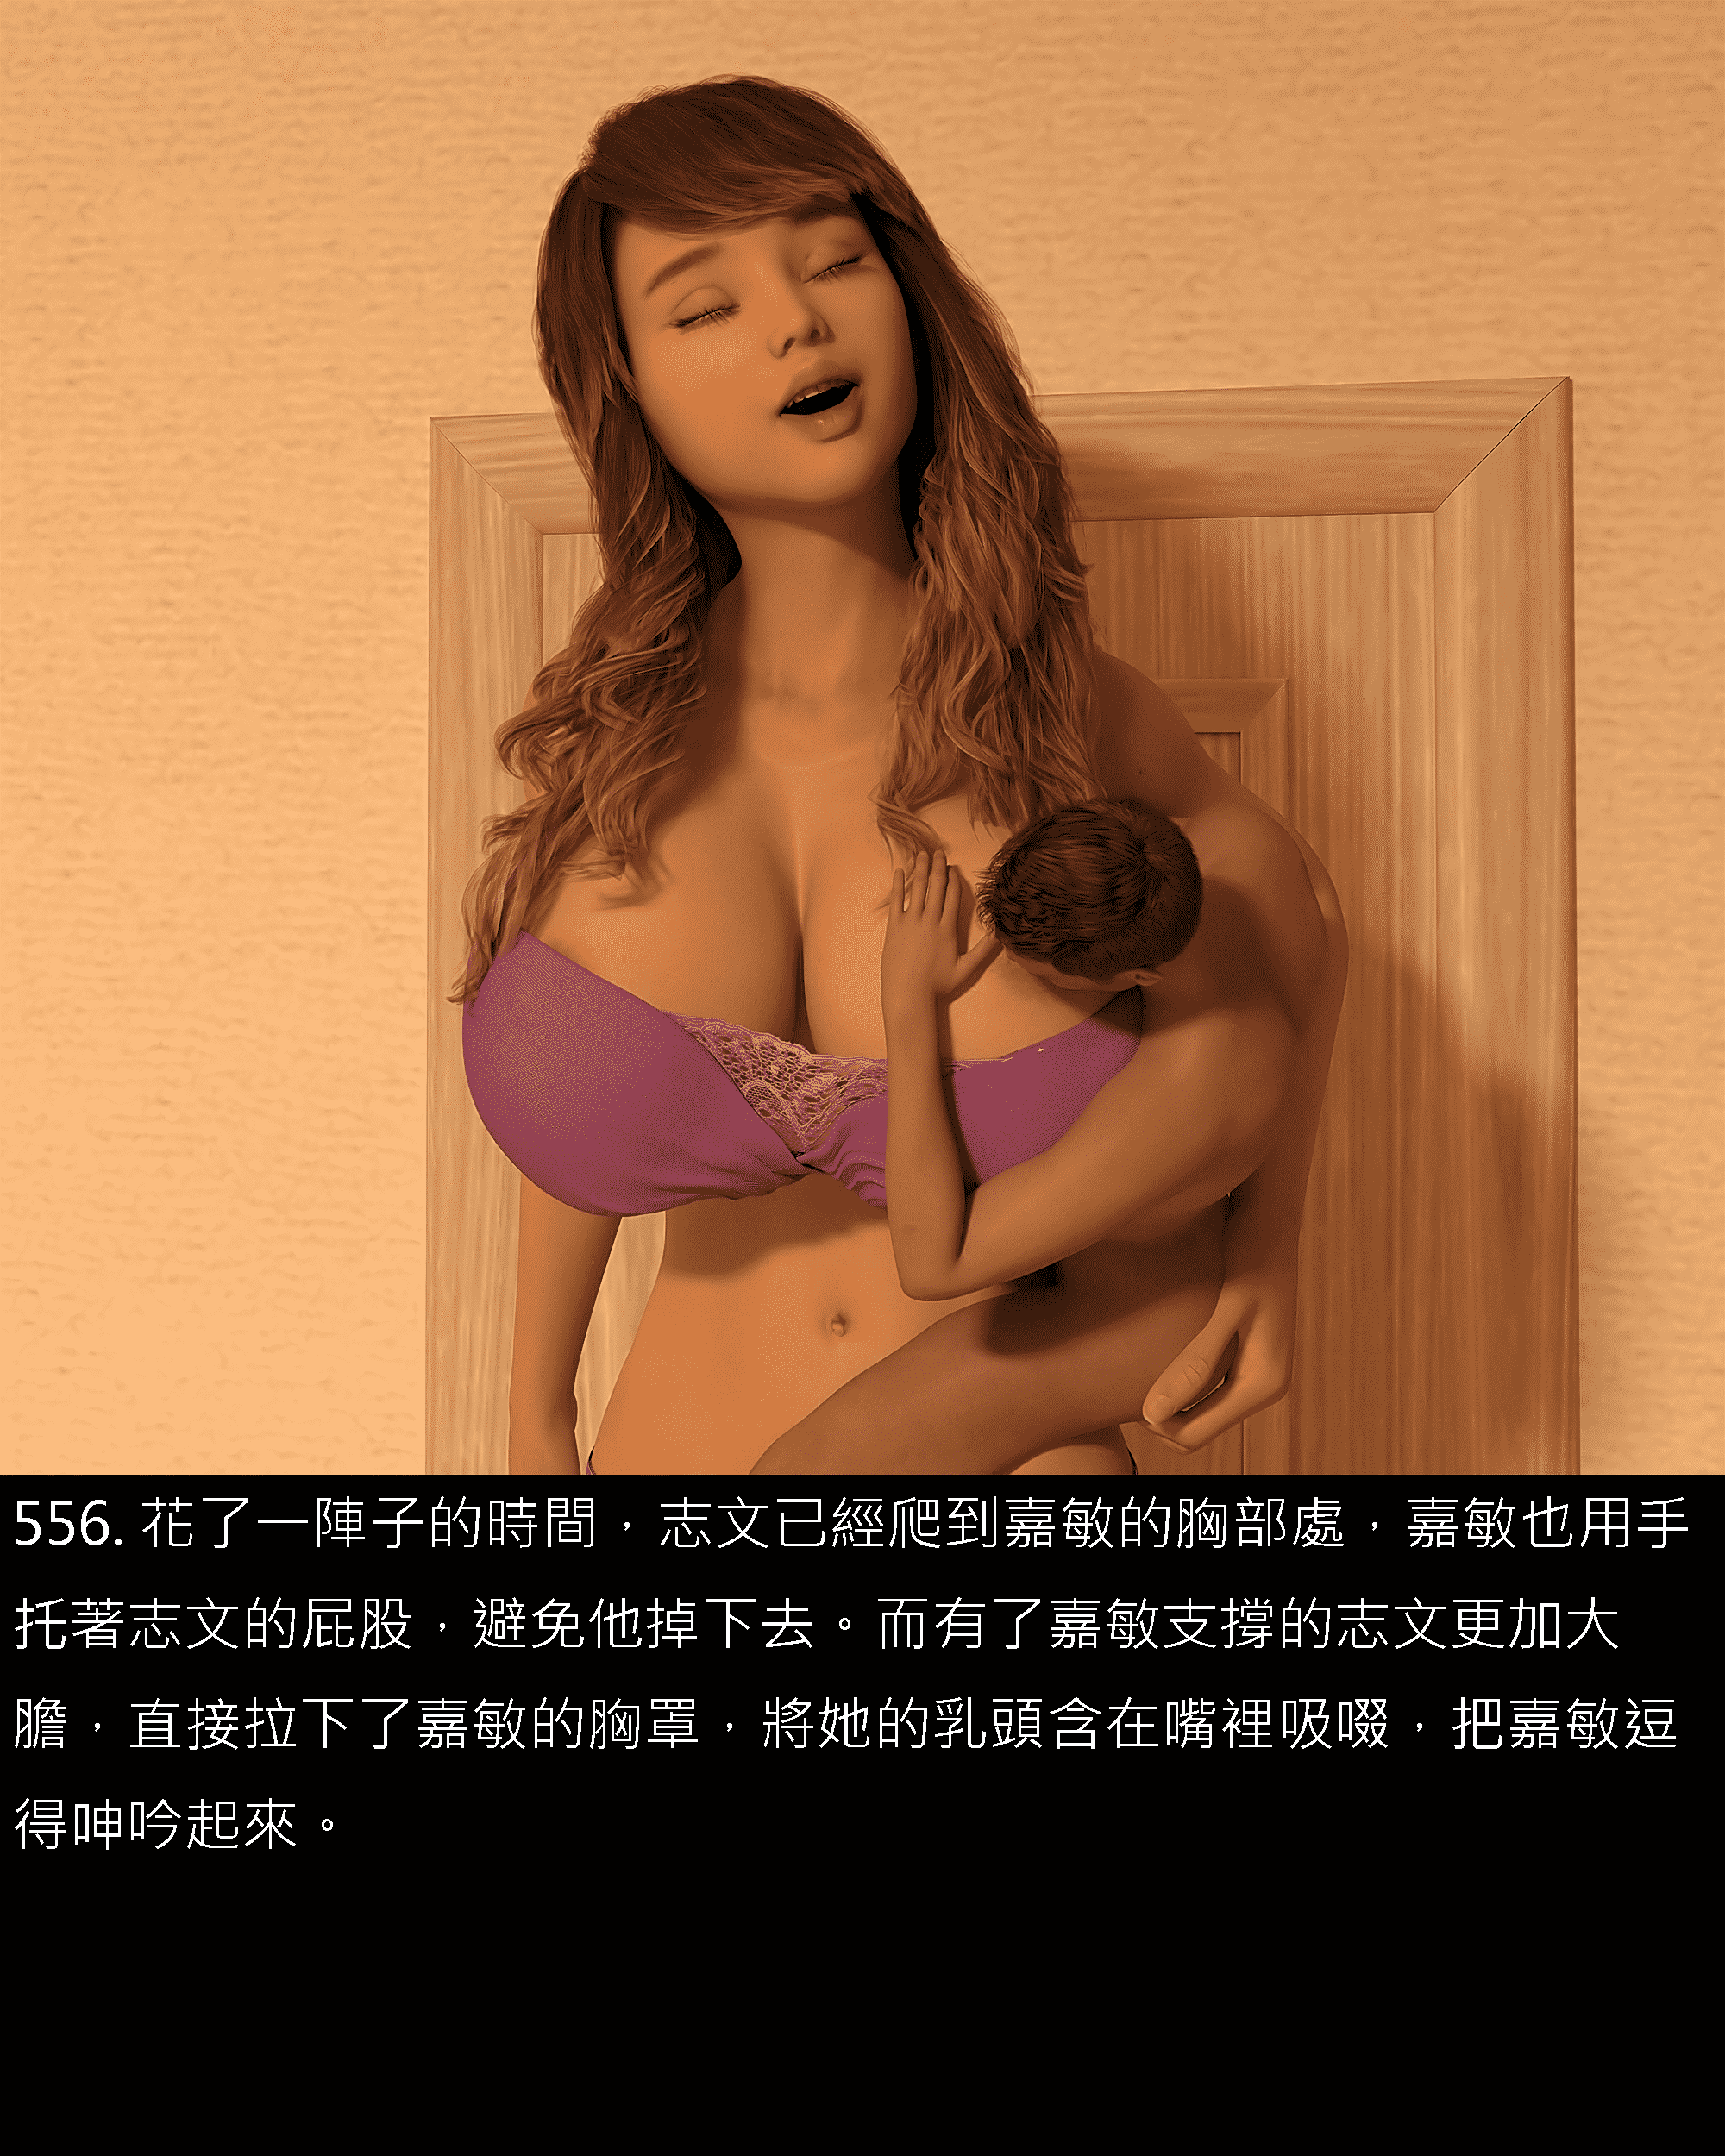 556. 花了一陣子的時間，志文已經爬到嘉敏的胸部處，嘉敏也用手
托著志文的屁股，避免他掉下去。而有了嘉敏支撐的志文更加大
膽，直接拉下了嘉敏的胸罩，將她的乳頭含在嘴裡吸啜，把嘉敏逗
得呻吟起來。